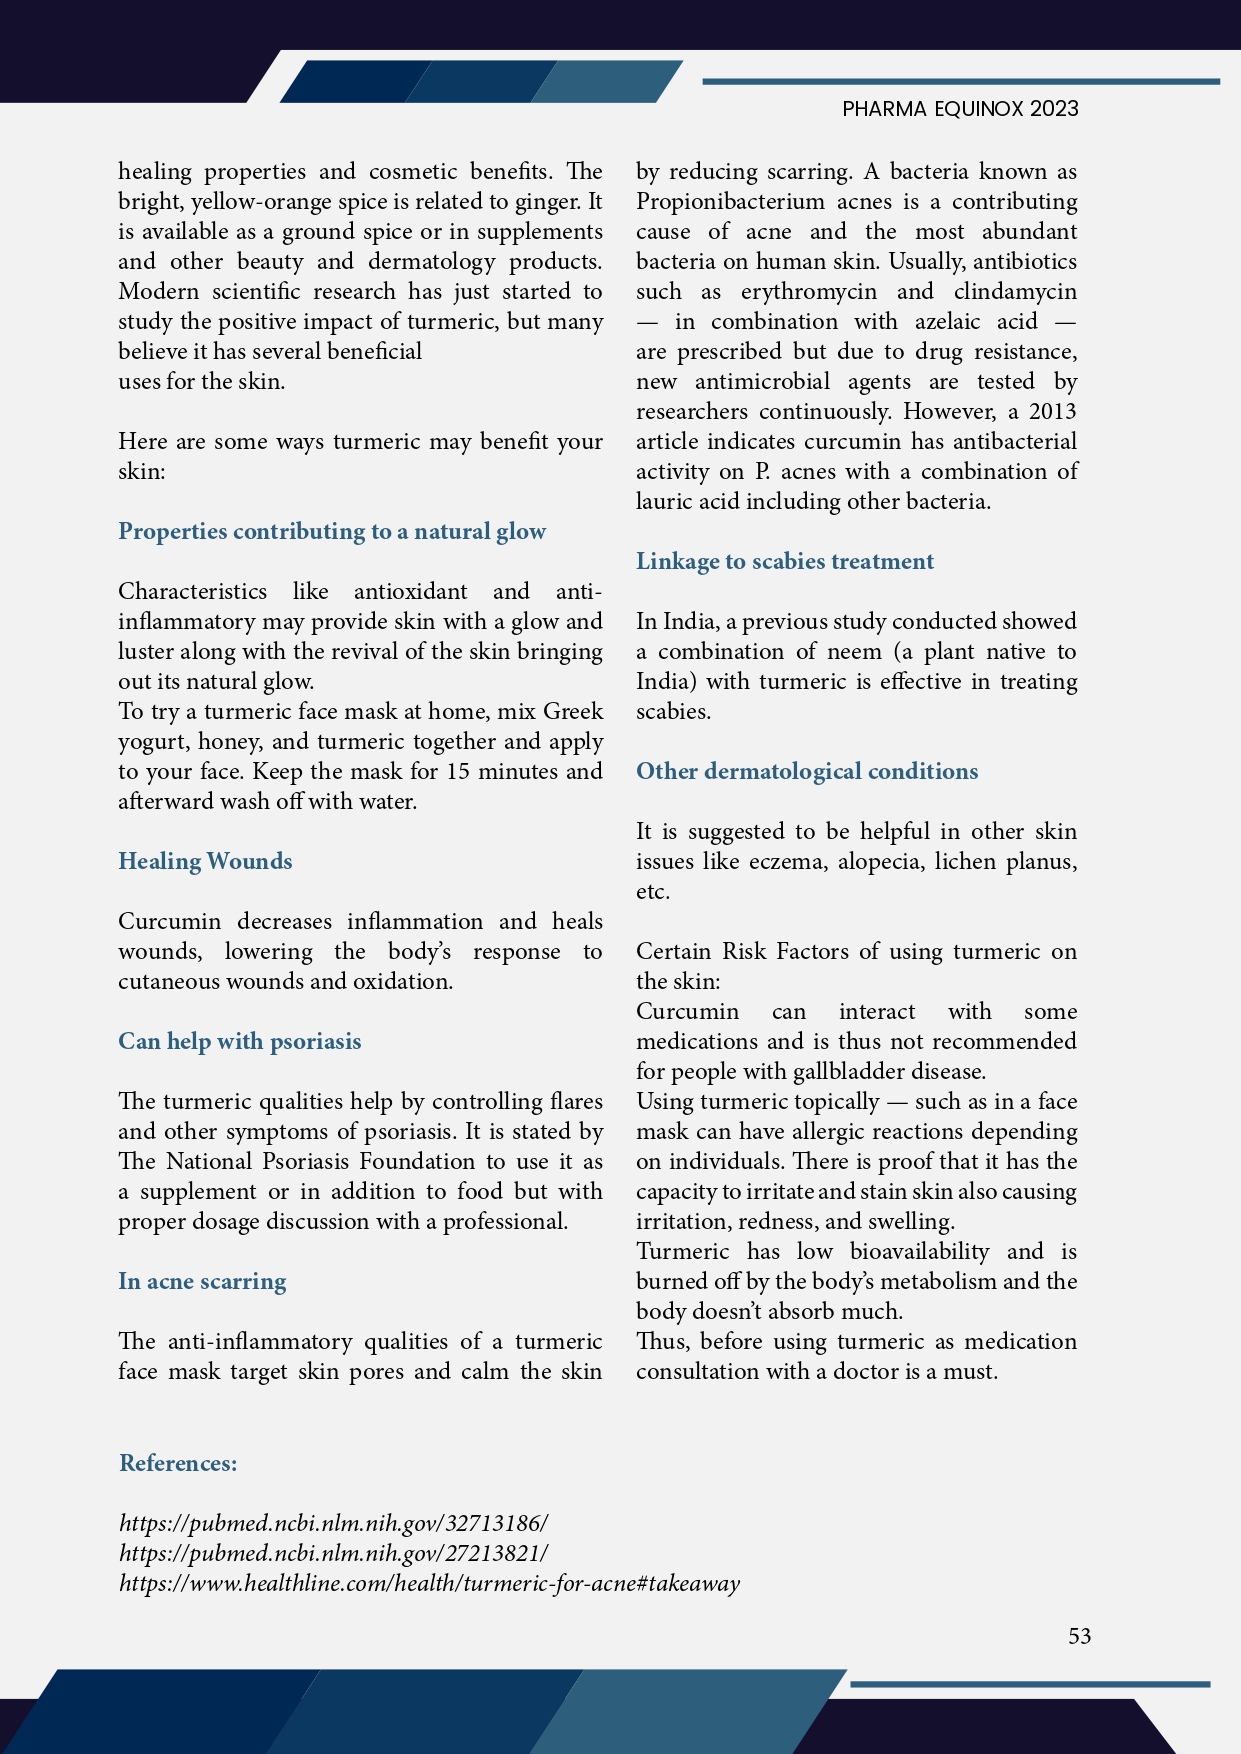 PHARMA EQUINOX 2023
healing properties and cosmetic benefits. The
bright, yellow-orange spice is related to ginger. It
is available as a ground spice or in supplements
and other beauty and dermatology products.
Modern scientific research has just started to
study the positive impact of turmeric, but many
believe it has several beneficial
uses for the skin.
Here are some ways turmeric may benefit your
skin:
Properties contributing to a natural glow
Characteristics like antioxidant and anti-
inflammatory may provide skin with a glow and
luster along with the revival of the skin bringing
out its natural glow.
To try a turmeric face mask at home, mix Greek
yogurt, honey, and turmeric together and apply
to your face. Keep the mask for 15 minutes and
afterward wash off with water.
Healing Wounds
Curcumin decreases inflammation and heals
wounds, lowering the body’s response to
cutaneous wounds and oxidation.
Can help with psoriasis
The turmeric qualities help by controlling flares
and other symptoms of psoriasis. It is stated by
The National Psoriasis Foundation to use it as
a supplement or in addition to food but with
proper dosage discussion with a professional.
In acne scarring
The anti-inflammatory qualities of a turmeric
face mask target skin pores and calm the skin
by reducing scarring. A bacteria known as
Propionibacterium acnes is a contributing
cause of acne and the most abundant
bacteria on human skin. Usually, antibiotics
such as erythromycin and clindamycin
— in combination with azelaic acid —
are prescribed but due to drug resistance,
new antimicrobial agents are tested by
researchers continuously. However, a 2013
article indicates curcumin has antibacterial
activity on P. acnes with a combination of
lauric acid including other bacteria.
Linkage to scabies treatment
In India, a previous study conducted showed
a combination of neem (a plant native to
India) with turmeric is effective in treating
scabies.
Other dermatological conditions
It is suggested to be helpful in other skin
issues like eczema, alopecia, lichen planus,
etc.
Certain Risk Factors of using turmeric on
the skin:
Curcumin can interact with some
medications and is thus not recommended
for people with gallbladder disease.
Using turmeric topically — such as in a face
mask can have allergic reactions depending
on individuals. There is proof that it has the
capacity to irritate and stain skin also causing
irritation, redness, and swelling.
Turmeric has low bioavailability and is
burned off by the body’s metabolism and the
body doesn’t absorb much.
Thus, before using turmeric as medication
consultation with a doctor is a must.
References:
https://pubmed.ncbi.nlm.nih.gov/32713186/
https://pubmed.ncbi.nlm.nih.gov/27213821/
https://www.healthline.com/health/turmeric-for-acne#takeaway
53